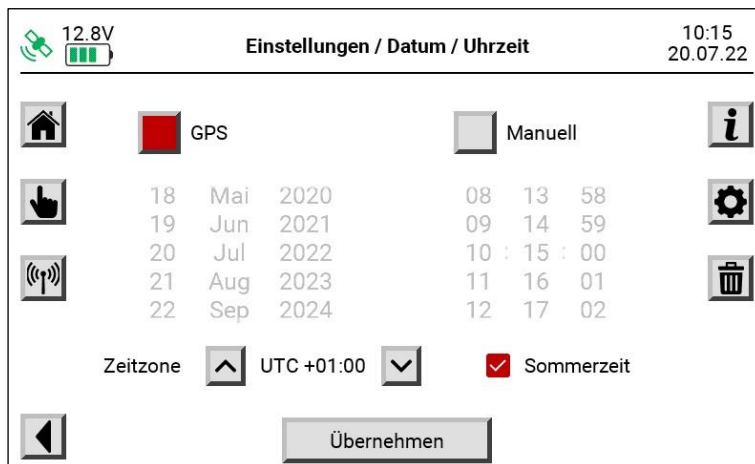 12.8V
Einstellungen / Datum / Uhrzeit
10:15
20.07.22
GPS
Manuell
18 Mai 2020 08 13 58
19 Jun 2021 09 14 59
20 Jul 2022 10 : 15 : 00
21 Aug 2023 11 16 01
22 Sep 2024 12 17 02
Zeitzone UTC +01:00 Sommerzeit
Übernehmen